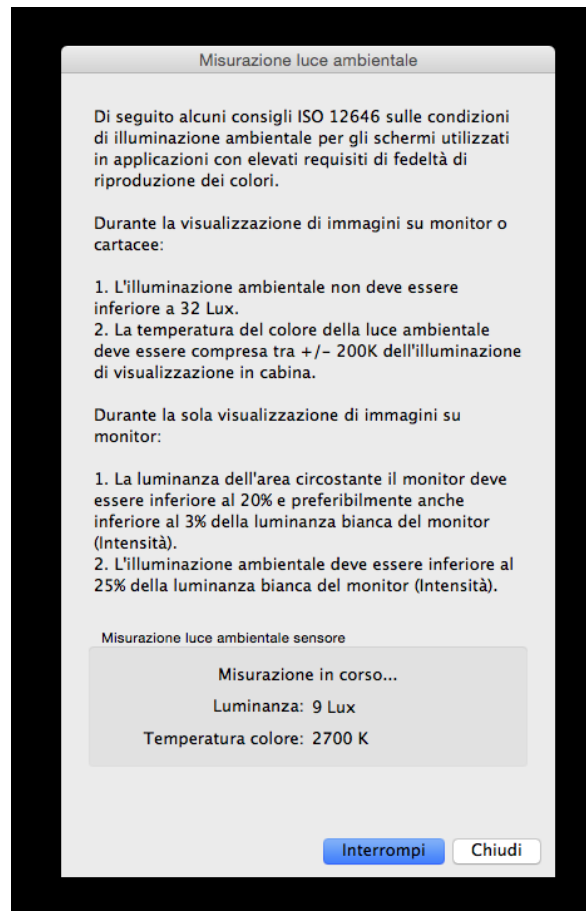 Misurazione luce ambientale
Di seguito alcuni consigli ISO 12646 sulle condizioni
di illuminazione ambientale per gli schermi utilizzati
in applicazioni con elevati requisiti di fedeltà di
riproduzione dei colori.
Durante la visualizzazione di immagini su monitor o
cartacee:
1. L'illuminazione ambientale non deve essere
inferiore a 32 Lux.
2. La temperatura del colore della luce ambientale
deve essere compresa tra +/- 200K dell'illuminazione
di visualizzazione in cabina.
Durante la sola visualizzazione di immagini su
monitor:
1. La luminanza dell'area circostante il monitor deve
essere inferiore al 20% e preferibilmente anche
inferiore al 3% della luminanza bianca del monitor
(Intensità).
2. L'illuminazione ambientale deve essere inferiore al
25% della luminanza bianca del monitor (Intensità).
Misurazione luce ambientale sensore
Misurazione in corso...
Luminanza: 9 Lux
Temperatura colore: 2700 K
Interrompi Chiudi